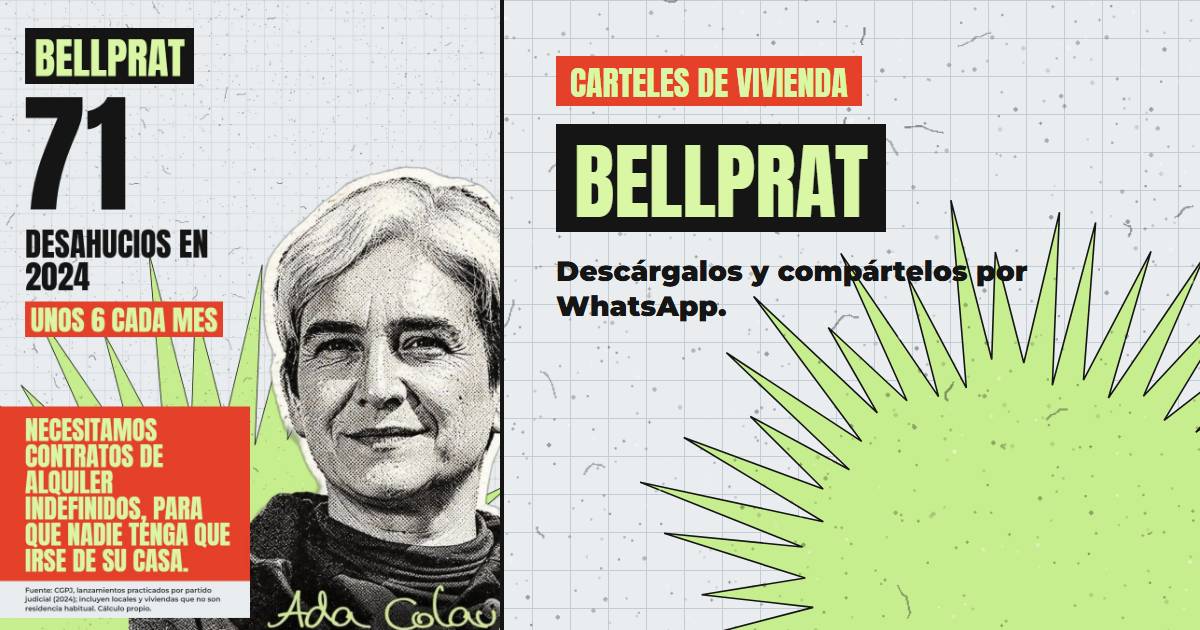 BELLPRAT
71
DESAHUCIOS EN
2024
UNOS 6 CADA MES
NECESITAMOS
CONTRATOS DE
ALQUILER
INDEFINIDOS, PARA
QUE NADIE TENGA QUE
IRSE DE SU CASA.
Fuente: CGPJ, lanzamientos practicados por partido
judicial (2024); incluyen locales y viviendas que no son
residencia habitual. Cálculo propio.
Ada Colau
CARTELES DE VIVIENDA
BELLPRAT
Descárgalos y compártelos por
WhatsApp.